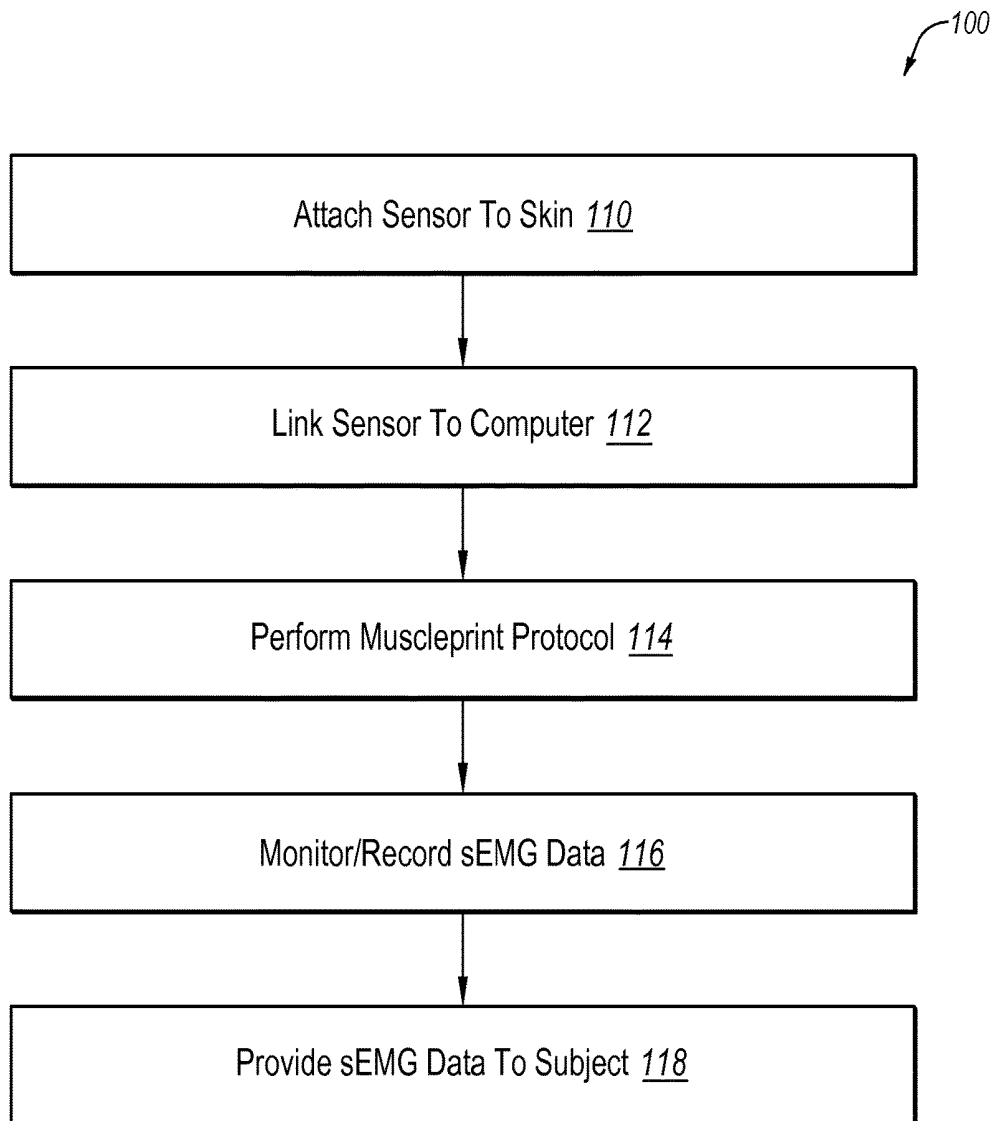 100
Attach Sensor To Skin 110
Link Sensor To Computer 112
Perform Muscleprint Protocol 114
Monitor/Record sEMG Data 116
Provide sEMG Data To Subject 118